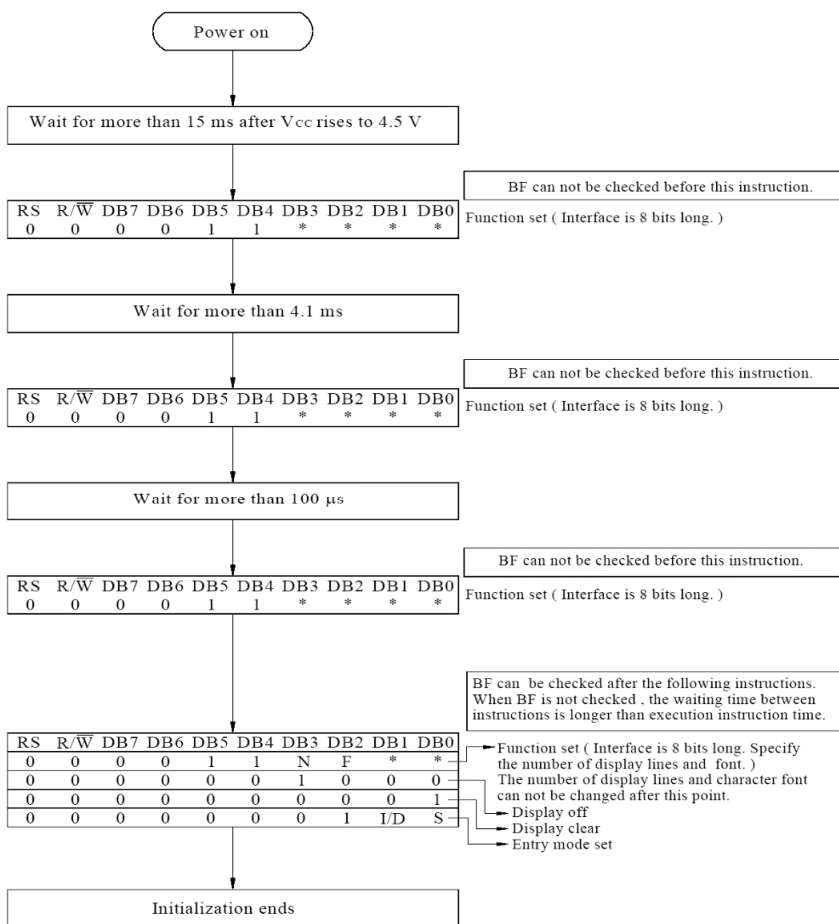 Power on
Wait for more than 15 ms after Vcc rises to 4.5 V
BF can not be checked before this instruction.
RS R/W̅ DB7 DB6 DB5 DB4 DB3 DB2 DB1 DB0
0 0 0 0 1 1 * * * *
Function set ( Interface is 8 bits long. )
Wait for more than 4.1 ms
BF can not be checked before this instruction.
RS R/W̅ DB7 DB6 DB5 DB4 DB3 DB2 DB1 DB0
0 0 0 0 1 1 * * * *
Function set ( Interface is 8 bits long. )
Wait for more than 100 µs
BF can not be checked before this instruction.
RS R/W̅ DB7 DB6 DB5 DB4 DB3 DB2 DB1 DB0
0 0 0 0 1 1 * * * *
Function set ( Interface is 8 bits long. )
BF can be checked after the following instructions.
When BF is not checked , the waiting time between
instructions is longer than execution instruction time.
RS R/W̅ DB7 DB6 DB5 DB4 DB3 DB2 DB1 DB0
0 0 0 0 1 1 N F * *
0 0 0 0 0 0 1 0 0 0
0 0 0 0 0 0 0 0 0 1
0 0 0 0 0 0 0 1 I/D S
Function set ( Interface is 8 bits long. Specify
the number of display lines and font. )
The number of display lines and character font
can not be changed after this point.
Display off
Display clear
Entry mode set
Initialization ends